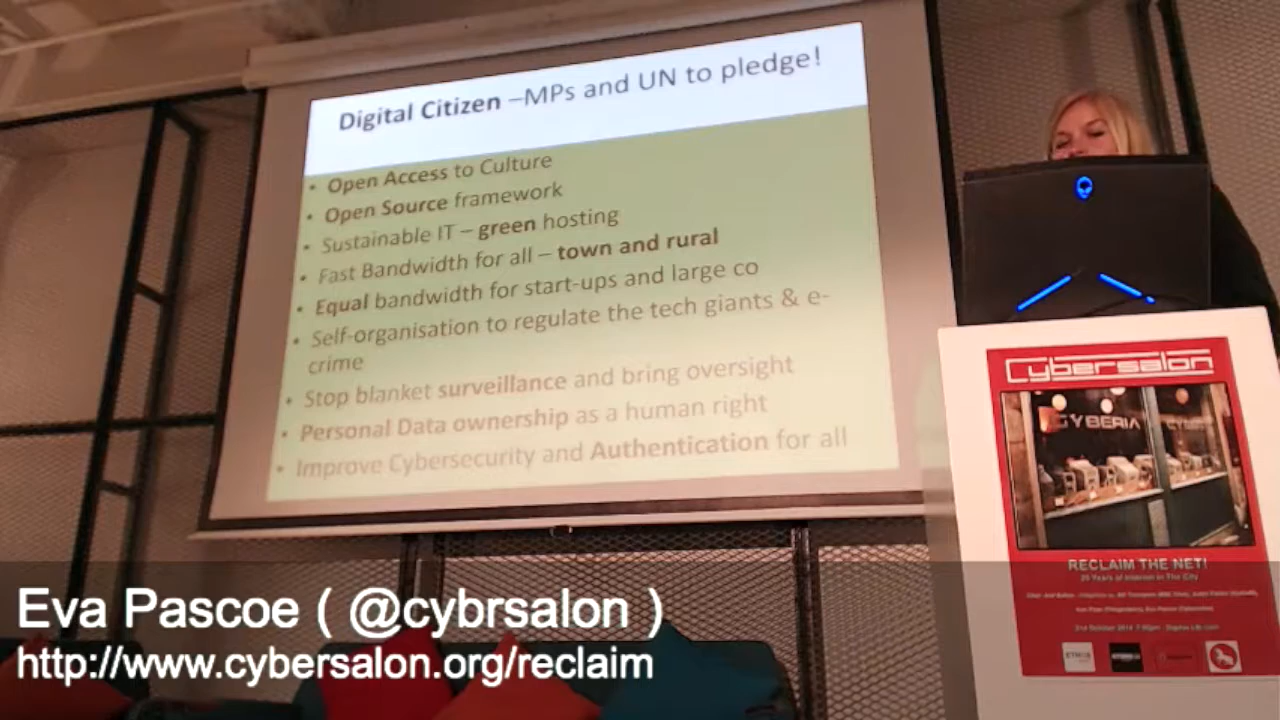 Digital Citizen –MPs and UN to pledge!
• Open Access to Culture
• Open Source framework
• Sustainable IT – green hosting
• Fast Bandwidth for all – town and rural
• Equal bandwidth for start-ups and large co
• Self-organisation to regulate the tech giants & e-
crime
• Stop blanket surveillance and bring oversight
• Personal Data ownership as a human right
• Improve Cybersecurity and Authentication for all
Cybersalon
CYBERIA
RECLAIM THE NET!
20 Years of Internet in The City
Eva Pascoe ( @cybrsalon )
http://www.cybersalon.org/reclaim